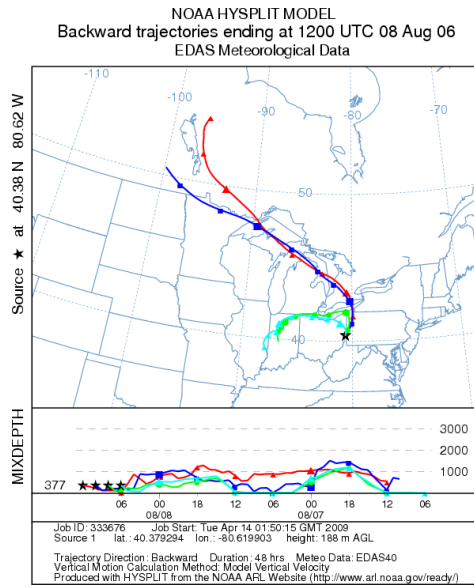 NOAA HYSPLIT MODEL
Backward trajectories ending at 1200 UTC 08 Aug 06
EDAS Meteorological Data
Source ★ at 40.38 N 80.62 W
-110
-100
-90
-80
-70
50
40
MIXDEPTH
377
3000
2000
1000
06 00 18 12 06 00 18 12 06
08/08 08/07
Job ID: 333676 Job Start: Tue Apr 14 01:50:15 GMT 2009
Source 1 lat.: 40.379294 lon.: -80.619903 height: 188 m AGL
Trajectory Direction: Backward Duration: 48 hrs Meteo Data: EDAS40
Vertical Motion Calculation Method: Model Vertical Velocity
Produced with HYSPLIT from the NOAA ARL Website (http://www.arl.noaa.gov/ready/)